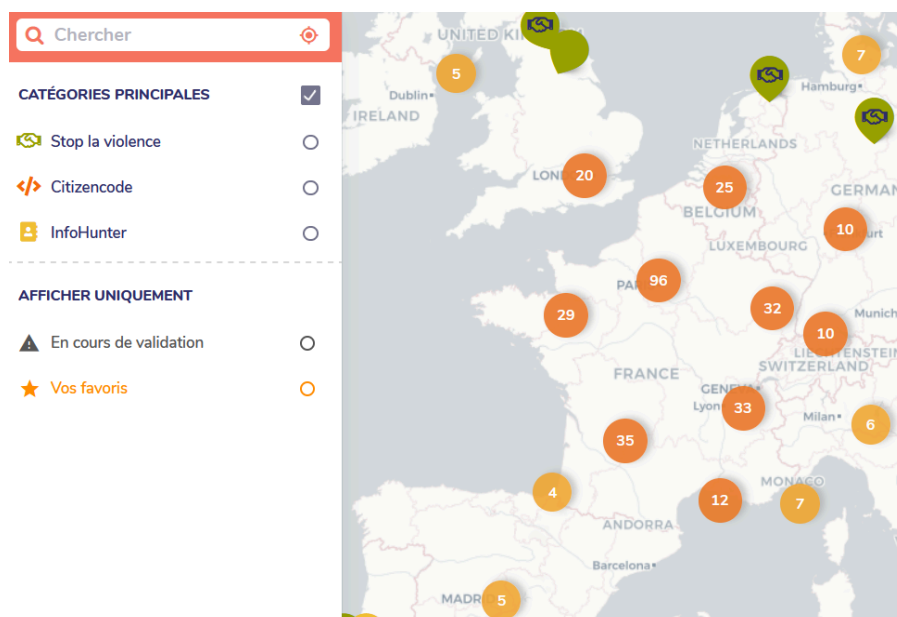 Chercher
CATÉGORIES PRINCIPALES
Stop la violence
Citizencode
InfoHunter
AFFICHER UNIQUEMENT
En cours de validation
Vos favoris
UNITED
5
7
Dublin
Hamburg
IRELAND
NETHERLANDS
20
25
GERMAN
BELGIUM
10
LUXEMBOURG
96
29
32
10
Munich
LIECHTENSTEIN
SWITZERLAND
FRANCE
GENEVA
Lyon
33
Milan
6
35
4
MONACO
12
7
ANDORRA
Barcelona
MADRID
5